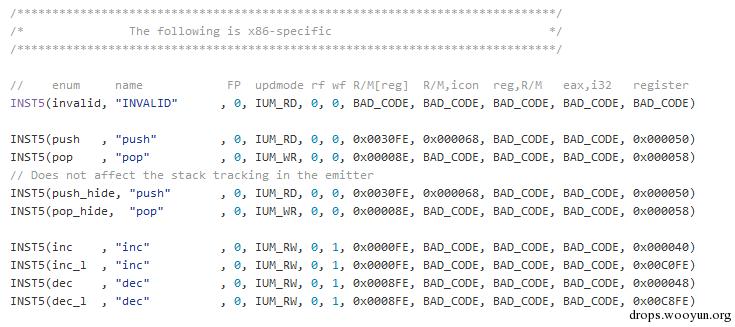 /******************************************************************************/
/*                The following is x86-specific                               */
/******************************************************************************/
//    enum     name                FP  updmode rf wf R/M[reg]  R/M,icon  reg,R/M   eax,i32   register
INST5(invalid, "INVALID"      , 0, IUM_RD, 0, 0, BAD_CODE, BAD_CODE, BAD_CODE, BAD_CODE, BAD_CODE)
INST5(push   , "push"         , 0, IUM_RD, 0, 0, 0x0030FE, 0x000068, BAD_CODE, BAD_CODE, 0x000050)
INST5(pop    , "pop"          , 0, IUM_WR, 0, 0, 0x00008E, BAD_CODE, BAD_CODE, BAD_CODE, 0x000058)
// Does not affect the stack tracking in the emitter
INST5(push_hide, "push"       , 0, IUM_RD, 0, 0, 0x0030FE, 0x000068, BAD_CODE, BAD_CODE, 0x000050)
INST5(pop_hide,  "pop"        , 0, IUM_WR, 0, 0, 0x00008E, BAD_CODE, BAD_CODE, BAD_CODE, 0x000058)
INST5(inc    , "inc"          , 0, IUM_RW, 0, 1, 0x0000FE, BAD_CODE, BAD_CODE, BAD_CODE, 0x000040)
INST5(inc_l  , "inc"          , 0, IUM_RW, 0, 1, 0x0000FE, BAD_CODE, BAD_CODE, BAD_CODE, 0x00C0FE)
INST5(dec    , "dec"          , 0, IUM_RW, 0, 1, 0x0008FE, BAD_CODE, BAD_CODE, BAD_CODE, 0x000048)
INST5(dec_l  , "dec"          , 0, IUM_RW, 0, 1, 0x0008FE, BAD_CODE, BAD_CODE, BAD_CODE, 0x00C8FE)
drops.wooyun.org